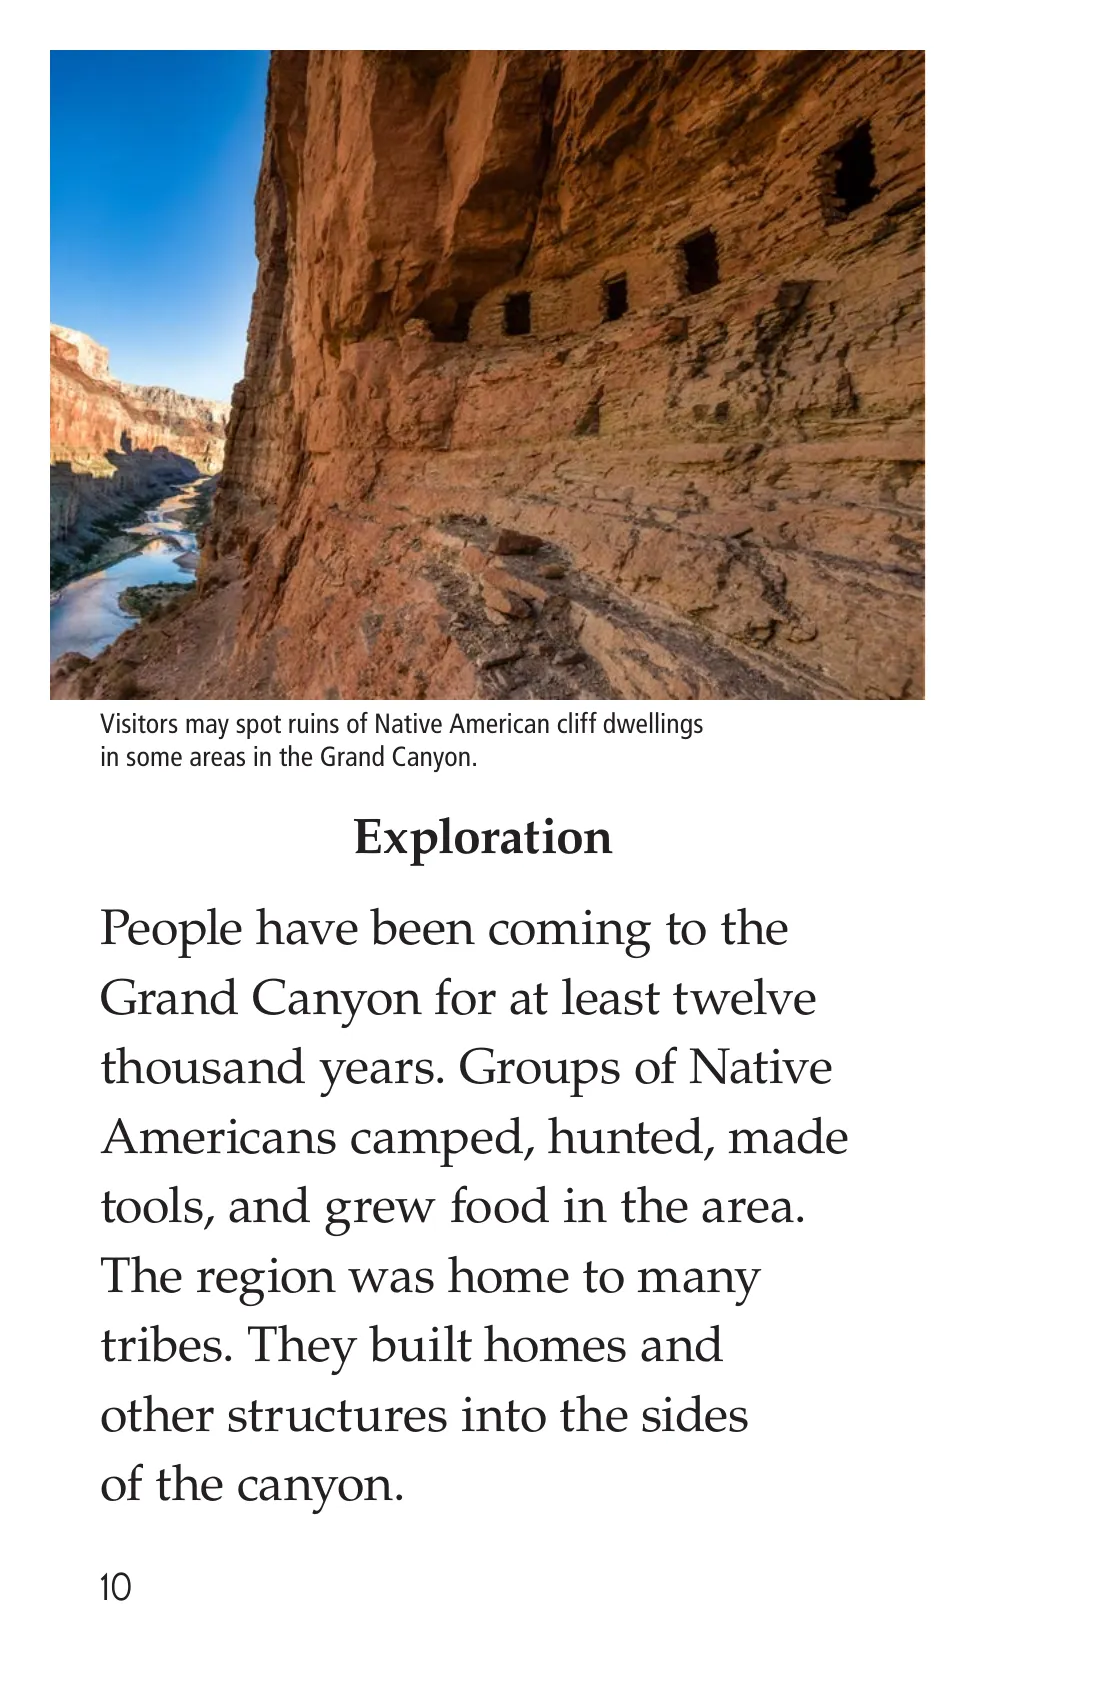 Visitors may spot ruins of Native American cliff dwellings
in some areas in the Grand Canyon.
Exploration
People have been coming to the
Grand Canyon for at least twelve
thousand years. Groups of Native
Americans camped, hunted, made
tools, and grew food in the area.
The region was home to many
tribes. They built homes and
other structures into the sides
of the canyon.
10